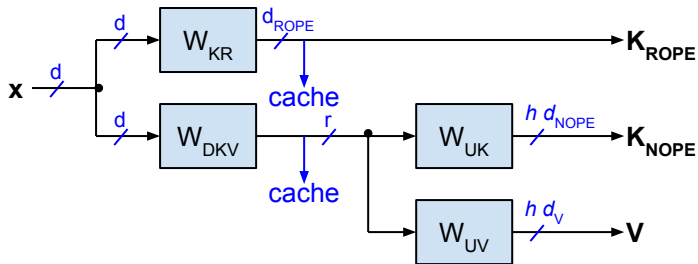 d
d_ROPE
W_KR
K_ROPE
d
x
cache
d
r
h d_NOPE
W_DKV
W_UK
K_NOPE
cache
h d_V
W_UV
V